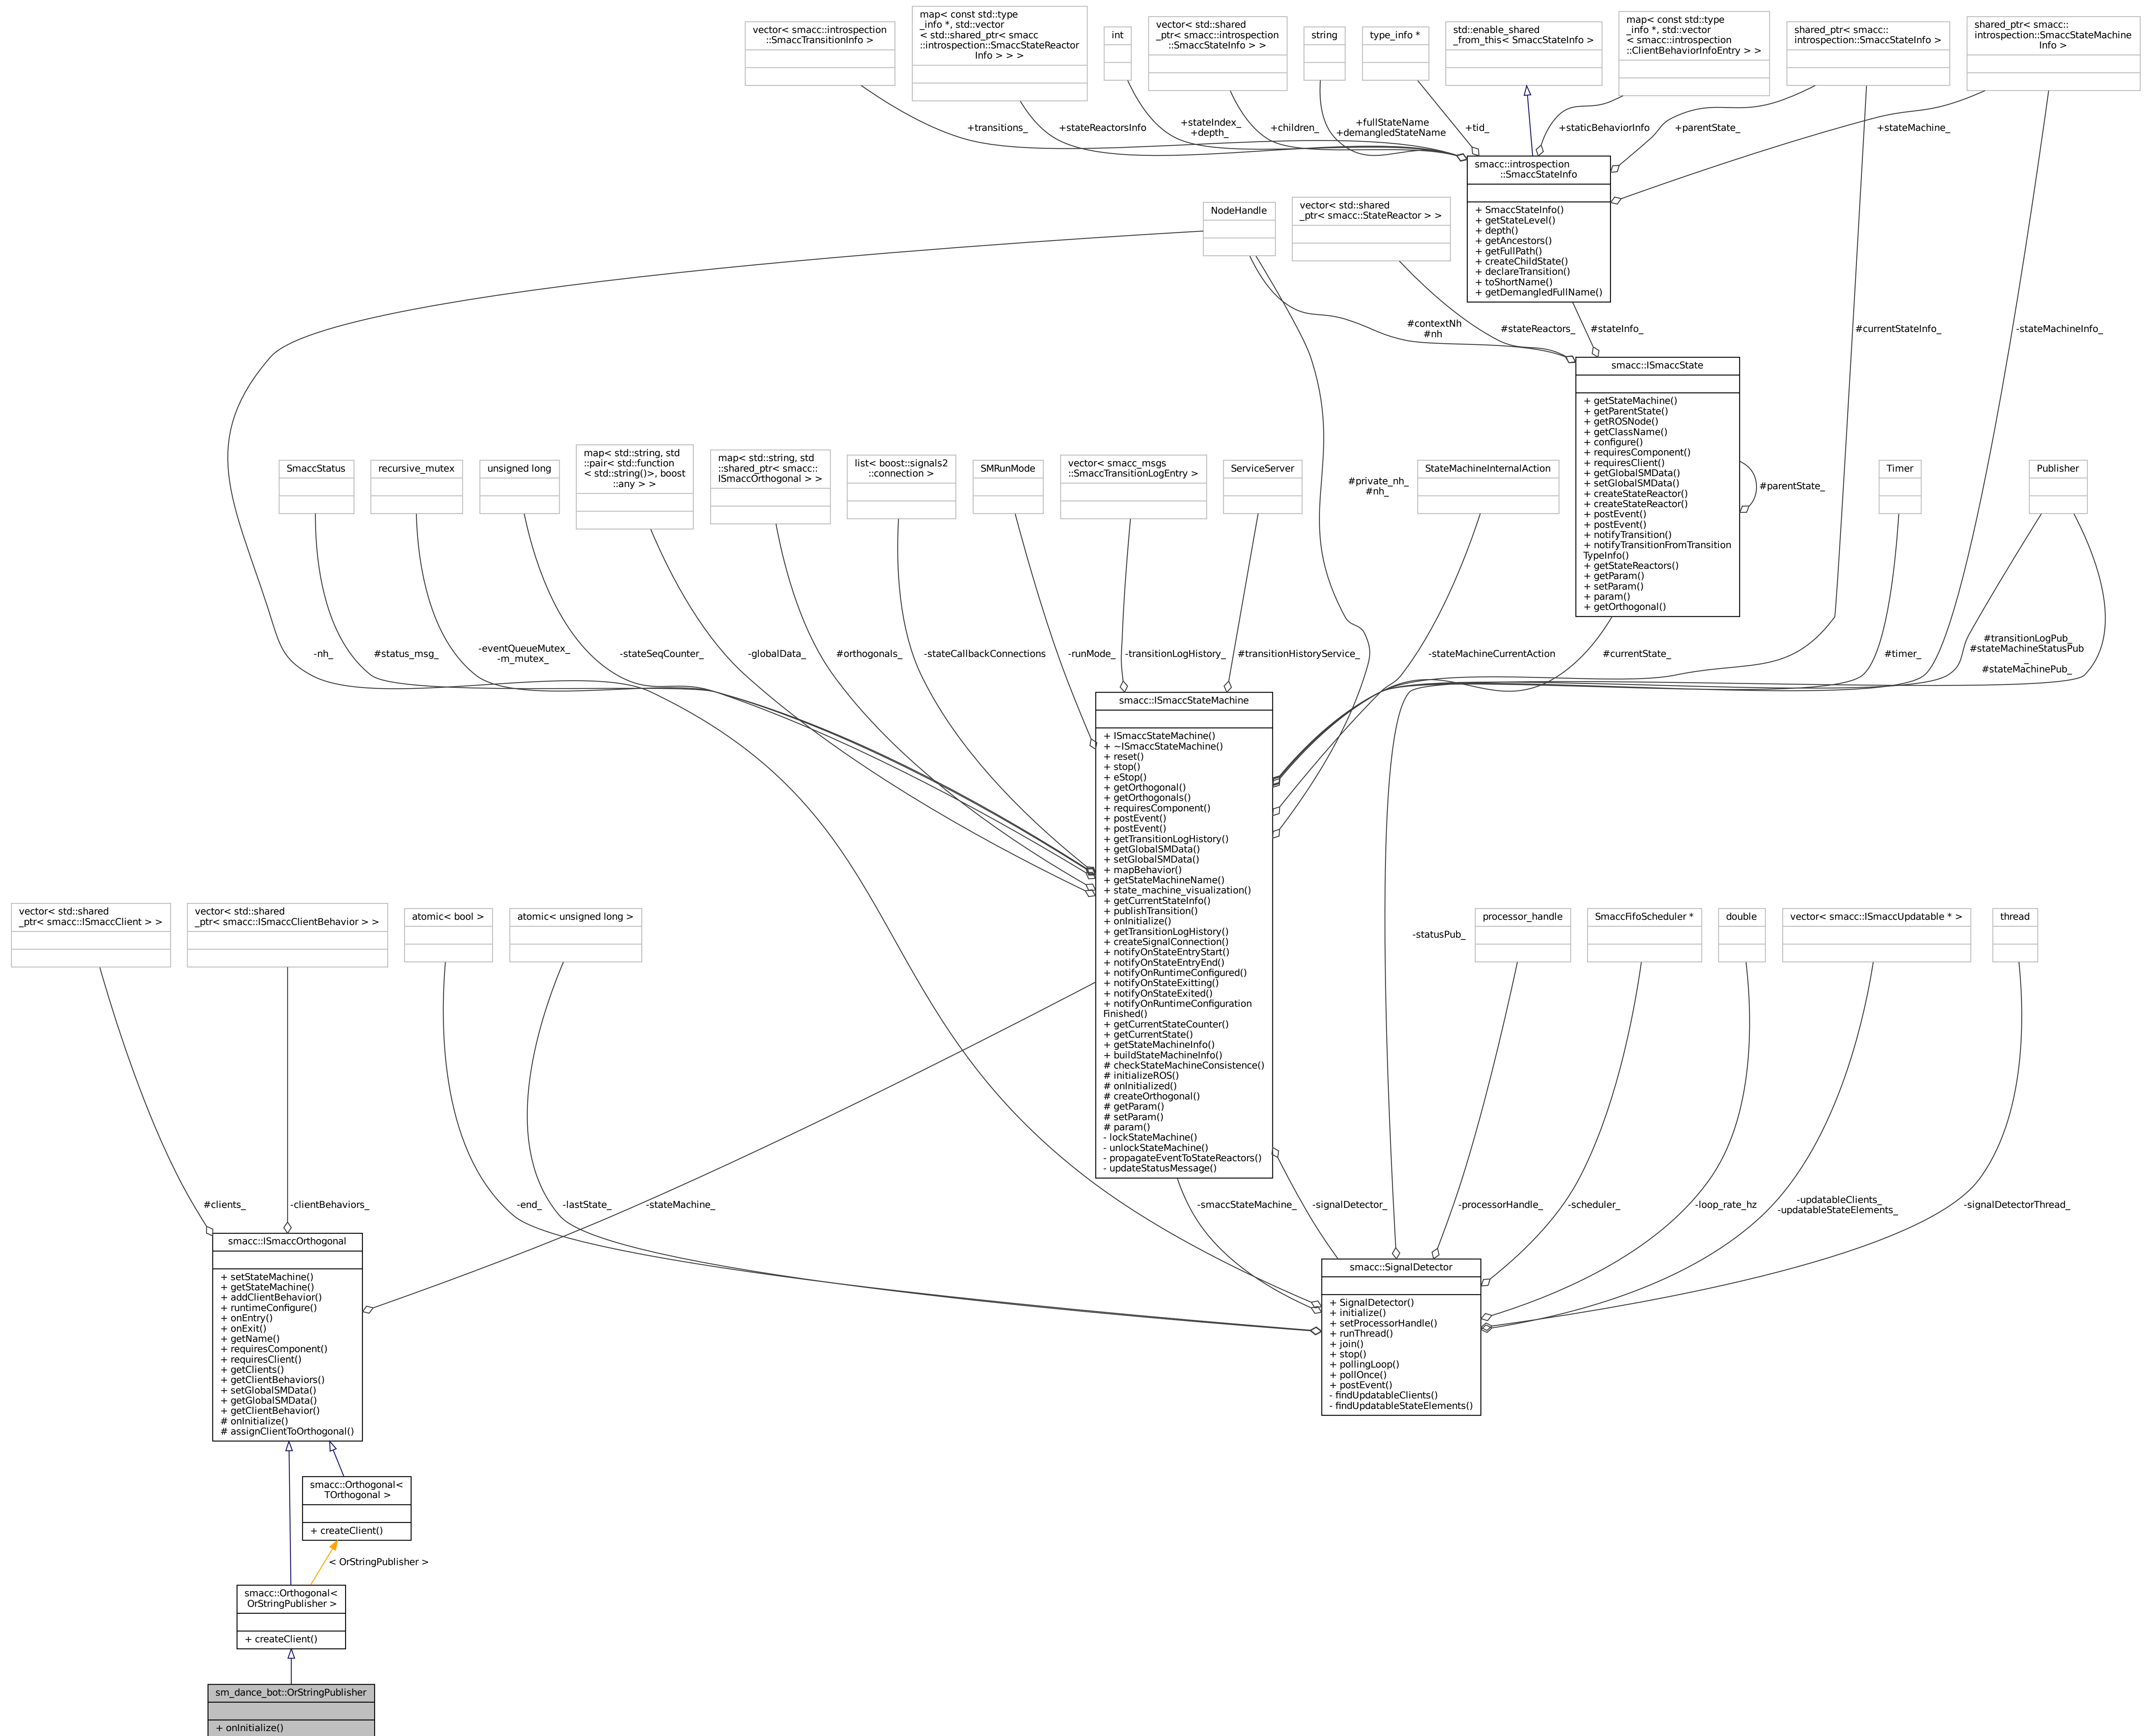 vector< smacc::introspection
::SmaccTransitionInfo >
map< const std::type
_info *, std::vector
< std::shared_ptr< smacc
::introspection::SmaccStateReactor
Info > > >
int
vector< std::shared
_ptr< smacc::introspection
::SmaccStateInfo > >
string
type_info *
std::enable_shared
_from_this< SmaccStateInfo >
map< const std::type
_info *, std::vector
< smacc::introspection
::ClientBehaviorInfoEntry > >
shared_ptr< smacc::
introspection::SmaccStateInfo >
shared_ptr< smacc::
introspection::SmaccStateMachine
Info >
+transitions_
+stateReactorsInfo
+stateIndex_
+depth_
+children_
+fullStateName
+demangledStateName
+tid_
+staticBehaviorInfo
+parentState_
+stateMachine_
smacc::introspection
::SmaccStateInfo
+ SmaccStateInfo()
+ getStateLevel()
+ depth()
+ getAncestors()
+ getFullPath()
+ createChildState()
+ declareTransition()
+ toShortName()
+ getDemangledFullName()
NodeHandle
vector< std::shared
_ptr< smacc::StateReactor > >
#contextNh
#nh
#stateReactors_
#stateInfo_
#currentStateInfo_
-stateMachineInfo_
smacc::ISmaccState
+ getStateMachine()
+ getParentState()
+ getROSNode()
+ getClassName()
+ configure()
+ requiresComponent()
+ requiresClient()
+ getGlobalSMData()
+ setGlobalSMData()
+ createStateReactor()
+ createStateReactor()
+ postEvent()
+ postEvent()
+ notifyTransition()
+ notifyTransitionFromTransition
TypeInfo()
+ getStateReactors()
+ getParam()
+ setParam()
+ param()
+ getOrthogonal()
#parentState_
SmaccStatus
recursive_mutex
unsigned long
map< std::string, std
::pair< std::function
< std::string()>, boost
::any > >
map< std::string, std
::shared_ptr< smacc::
ISmaccOrthogonal > >
list< boost::signals2
::connection >
SMRunMode
vector< smacc_msgs
::SmaccTransitionLogEntry >
ServiceServer
#private_nh_
#nh_
StateMachineInternalAction
Timer
Publisher
-nh_
#status_msg_
-eventQueueMutex_
-m_mutex_
-stateSeqCounter_
-globalData_
#orthogonals_
-stateCallbackConnections
-runMode_
-transitionLogHistory_
#transitionHistoryService_
-stateMachineCurrentAction
#currentState_
#timer_
#transitionLogPub_
#stateMachineStatusPub
_
#stateMachinePub_
smacc::ISmaccStateMachine
+ ISmaccStateMachine()
+ ~ISmaccStateMachine()
+ reset()
+ stop()
+ eStop()
+ getOrthogonal()
+ getOrthogonals()
+ requiresComponent()
+ postEvent()
+ postEvent()
+ getTransitionLogHistory()
+ getGlobalSMData()
+ setGlobalSMData()
+ mapBehavior()
+ getStateMachineName()
+ state_machine_visualization()
+ getCurrentStateInfo()
+ publishTransition()
+ onInitialize()
+ getTransitionLogHistory()
+ createSignalConnection()
+ notifyOnStateEntryStart()
+ notifyOnStateEntryEnd()
+ notifyOnRuntimeConfigured()
+ notifyOnStateExitting()
+ notifyOnStateExited()
+ notifyOnRuntimeConfiguration
Finished()
+ getCurrentStateCounter()
+ getCurrentState()
+ getStateMachineInfo()
+ buildStateMachineInfo()
# checkStateMachineConsistence()
# initializeROS()
# onInitialized()
# createOrthogonal()
# getParam()
# setParam()
# param()
- lockStateMachine()
- unlockStateMachine()
- propagateEventToStateReactors()
- updateStatusMessage()
vector< std::shared
_ptr< smacc::ISmaccClient > >
vector< std::shared
_ptr< smacc::ISmaccClientBehavior > >
atomic< bool >
atomic< unsigned long >
-statusPub_
processor_handle
SmaccFifoScheduler *
double
vector< smacc::ISmaccUpdatable * >
thread
#clients_
-clientBehaviors_
-end_
-lastState_
-stateMachine_
-smaccStateMachine_
-signalDetector_
-processorHandle_
-scheduler_
-loop_rate_hz
-updatableClients_
-updatableStateElements_
-signalDetectorThread_
smacc::ISmaccOrthogonal
+ setStateMachine()
+ getStateMachine()
+ addClientBehavior()
+ runtimeConfigure()
+ onEntry()
+ onExit()
+ getName()
+ requiresComponent()
+ requiresClient()
+ getClients()
+ getClientBehaviors()
+ setGlobalSMData()
+ getGlobalSMData()
+ getClientBehavior()
# onInitialize()
# assignClientToOrthogonal()
smacc::SignalDetector
+ SignalDetector()
+ initialize()
+ setProcessorHandle()
+ runThread()
+ join()
+ stop()
+ pollingLoop()
+ pollOnce()
+ postEvent()
- findUpdatableClients()
- findUpdatableStateElements()
smacc::Orthogonal<
TOrthogonal >
+ createClient()
< OrStringPublisher >
smacc::Orthogonal<
OrStringPublisher >
+ createClient()
sm_dance_bot::OrStringPublisher
+ onInitialize()